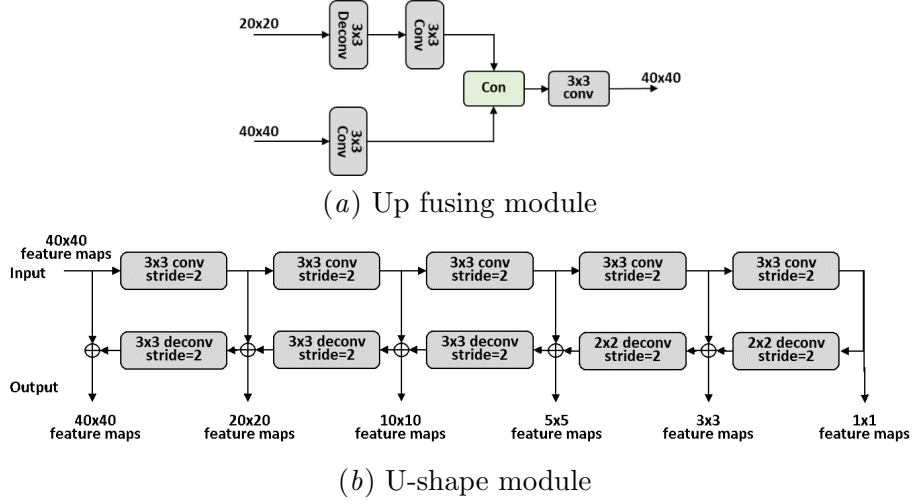 20x20
3x3
Deconv
3x3
Conv
Con
3x3
conv
40x40
40x40
3x3
Conv
(a) Up fusing module
40x40
feature maps
Input
3x3 conv
stride=2
3x3 conv
stride=2
3x3 conv
stride=2
3x3 conv
stride=2
3x3 conv
stride=2
3x3 deconv
stride=2
3x3 deconv
stride=2
3x3 deconv
stride=2
2x2 deconv
stride=2
2x2 deconv
stride=2
Output
40x40
feature maps
20x20
feature maps
10x10
feature maps
5x5
feature maps
3x3
feature maps
1x1
feature maps
(b) U-shape module